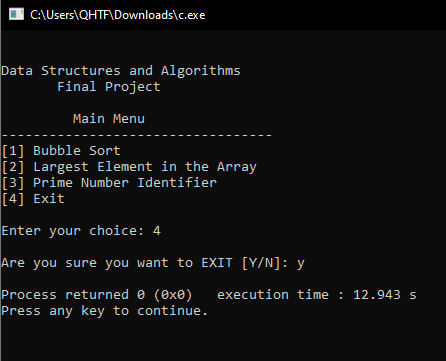 C:\Users\QHTF\Downloads\c.exe
Data Structures and Algorithms
Final Project
Main Menu
----------------------------------
[1] Bubble Sort
[2] Largest Element in the Array
[3] Prime Number Identifier
[4] Exit
Enter your choice: 4
Are you sure you want to EXIT [Y/N]: y
Process returned 0 (0x0)   execution time : 12.943 s
Press any key to continue.